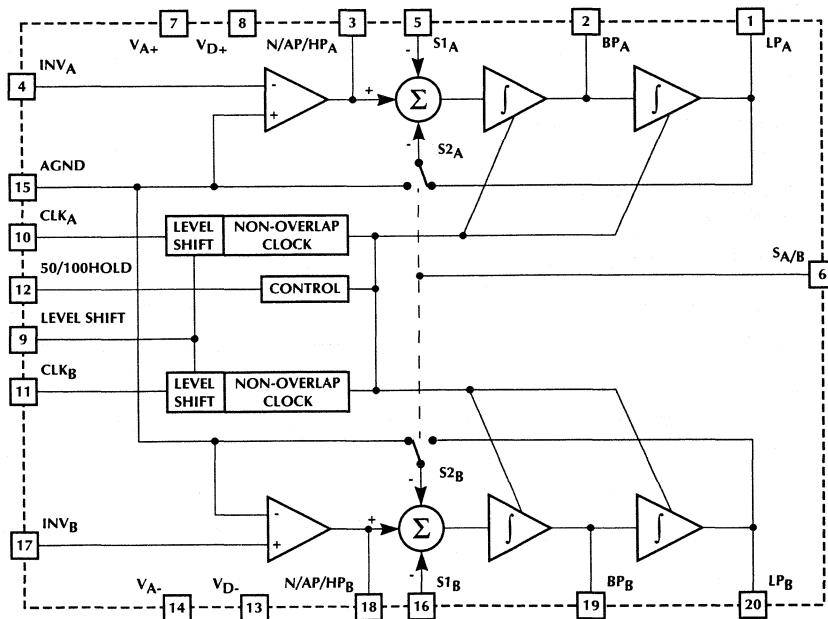 7 8 3 5 2 1
VA+ VD+ N/AP/HPA S1A BPA LPA
INVA
4
-
+
+
-
Σ
∫
∫
-
S2A
AGND
15
CLKA
10
LEVEL SHIFT
NON-OVERLAP CLOCK
50/100HOLD
12
CONTROL
SA/B
6
LEVEL SHIFT
9
CLKB
11
LEVEL SHIFT
NON-OVERLAP CLOCK
S2B
-
-
+
+
Σ
∫
∫
INVB
17
-
VA- VD- N/AP/HPB S1B BPB LPB
14 13 18 16 19 20